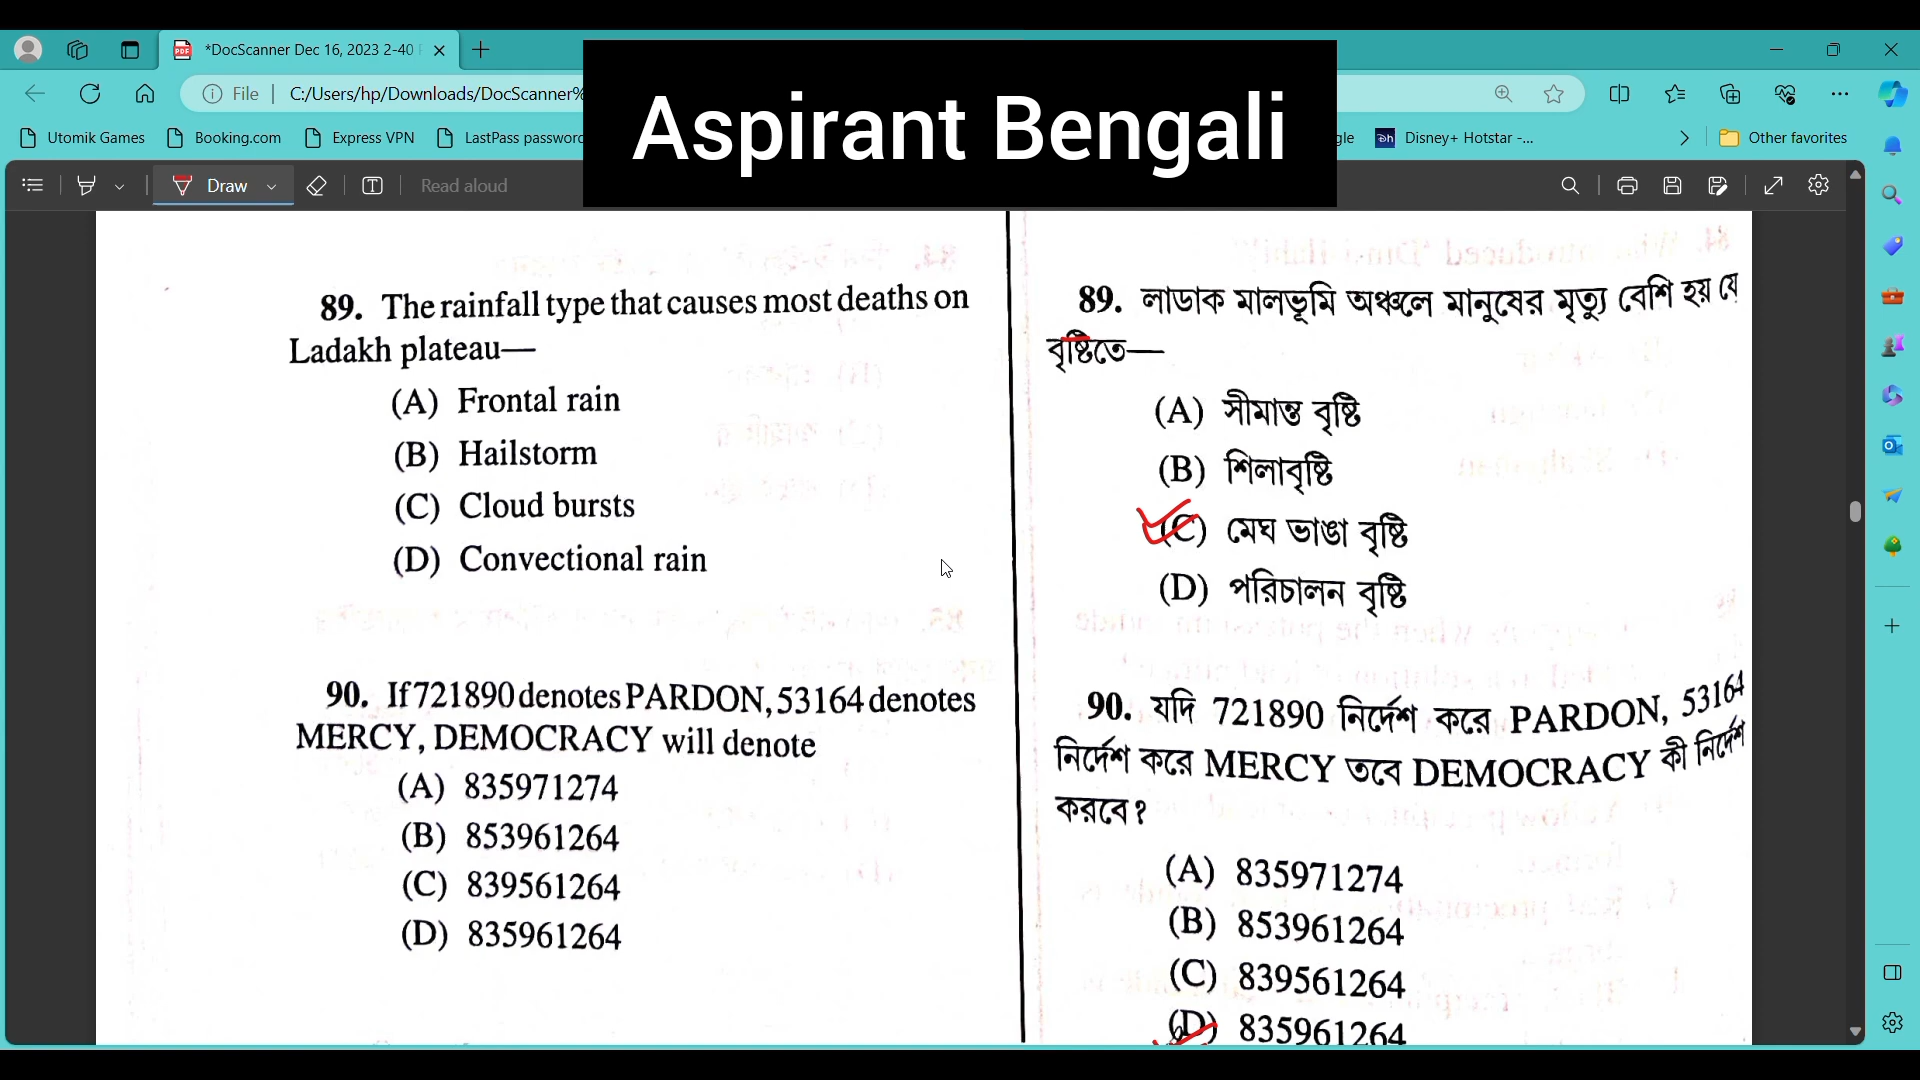 *DocScanner Dec 16, 2023 2-40
File
C:/Users/hp/Downloads/DocScanner%
Aspirant Bengali
Utomik Games
Booking.com
Express VPN
LastPass password
Disney+ Hotstar -...
Other favorites
Draw
Read aloud
89. The rainfall type that causes most deaths on
Ladakh plateau—
(A) Frontal rain
(B) Hailstorm
(C) Cloud bursts
(D) Convectional rain
90. If 721890 denotes PARDON, 53164 denotes
MERCY, DEMOCRACY will denote
(A) 835971274
(B) 853961264
(C) 839561264
(D) 835961264
89. লাডাক মালভূমি অঞ্চলে মানুষের মৃত্যু বেশি হয় যে
বৃষ্টিতে—
(A) সীমান্ত বৃষ্টি
(B) শিলাবৃষ্টি
(C) মেঘ ভাঙা বৃষ্টি
(D) পরিচালন বৃষ্টি
90. যদি 721890 নির্দেশ করে PARDON, 53164
নির্দেশ করে MERCY তবে DEMOCRACY কী নির্দেশ
করবে?
(A) 835971274
(B) 853961264
(C) 839561264
(D) 835961264